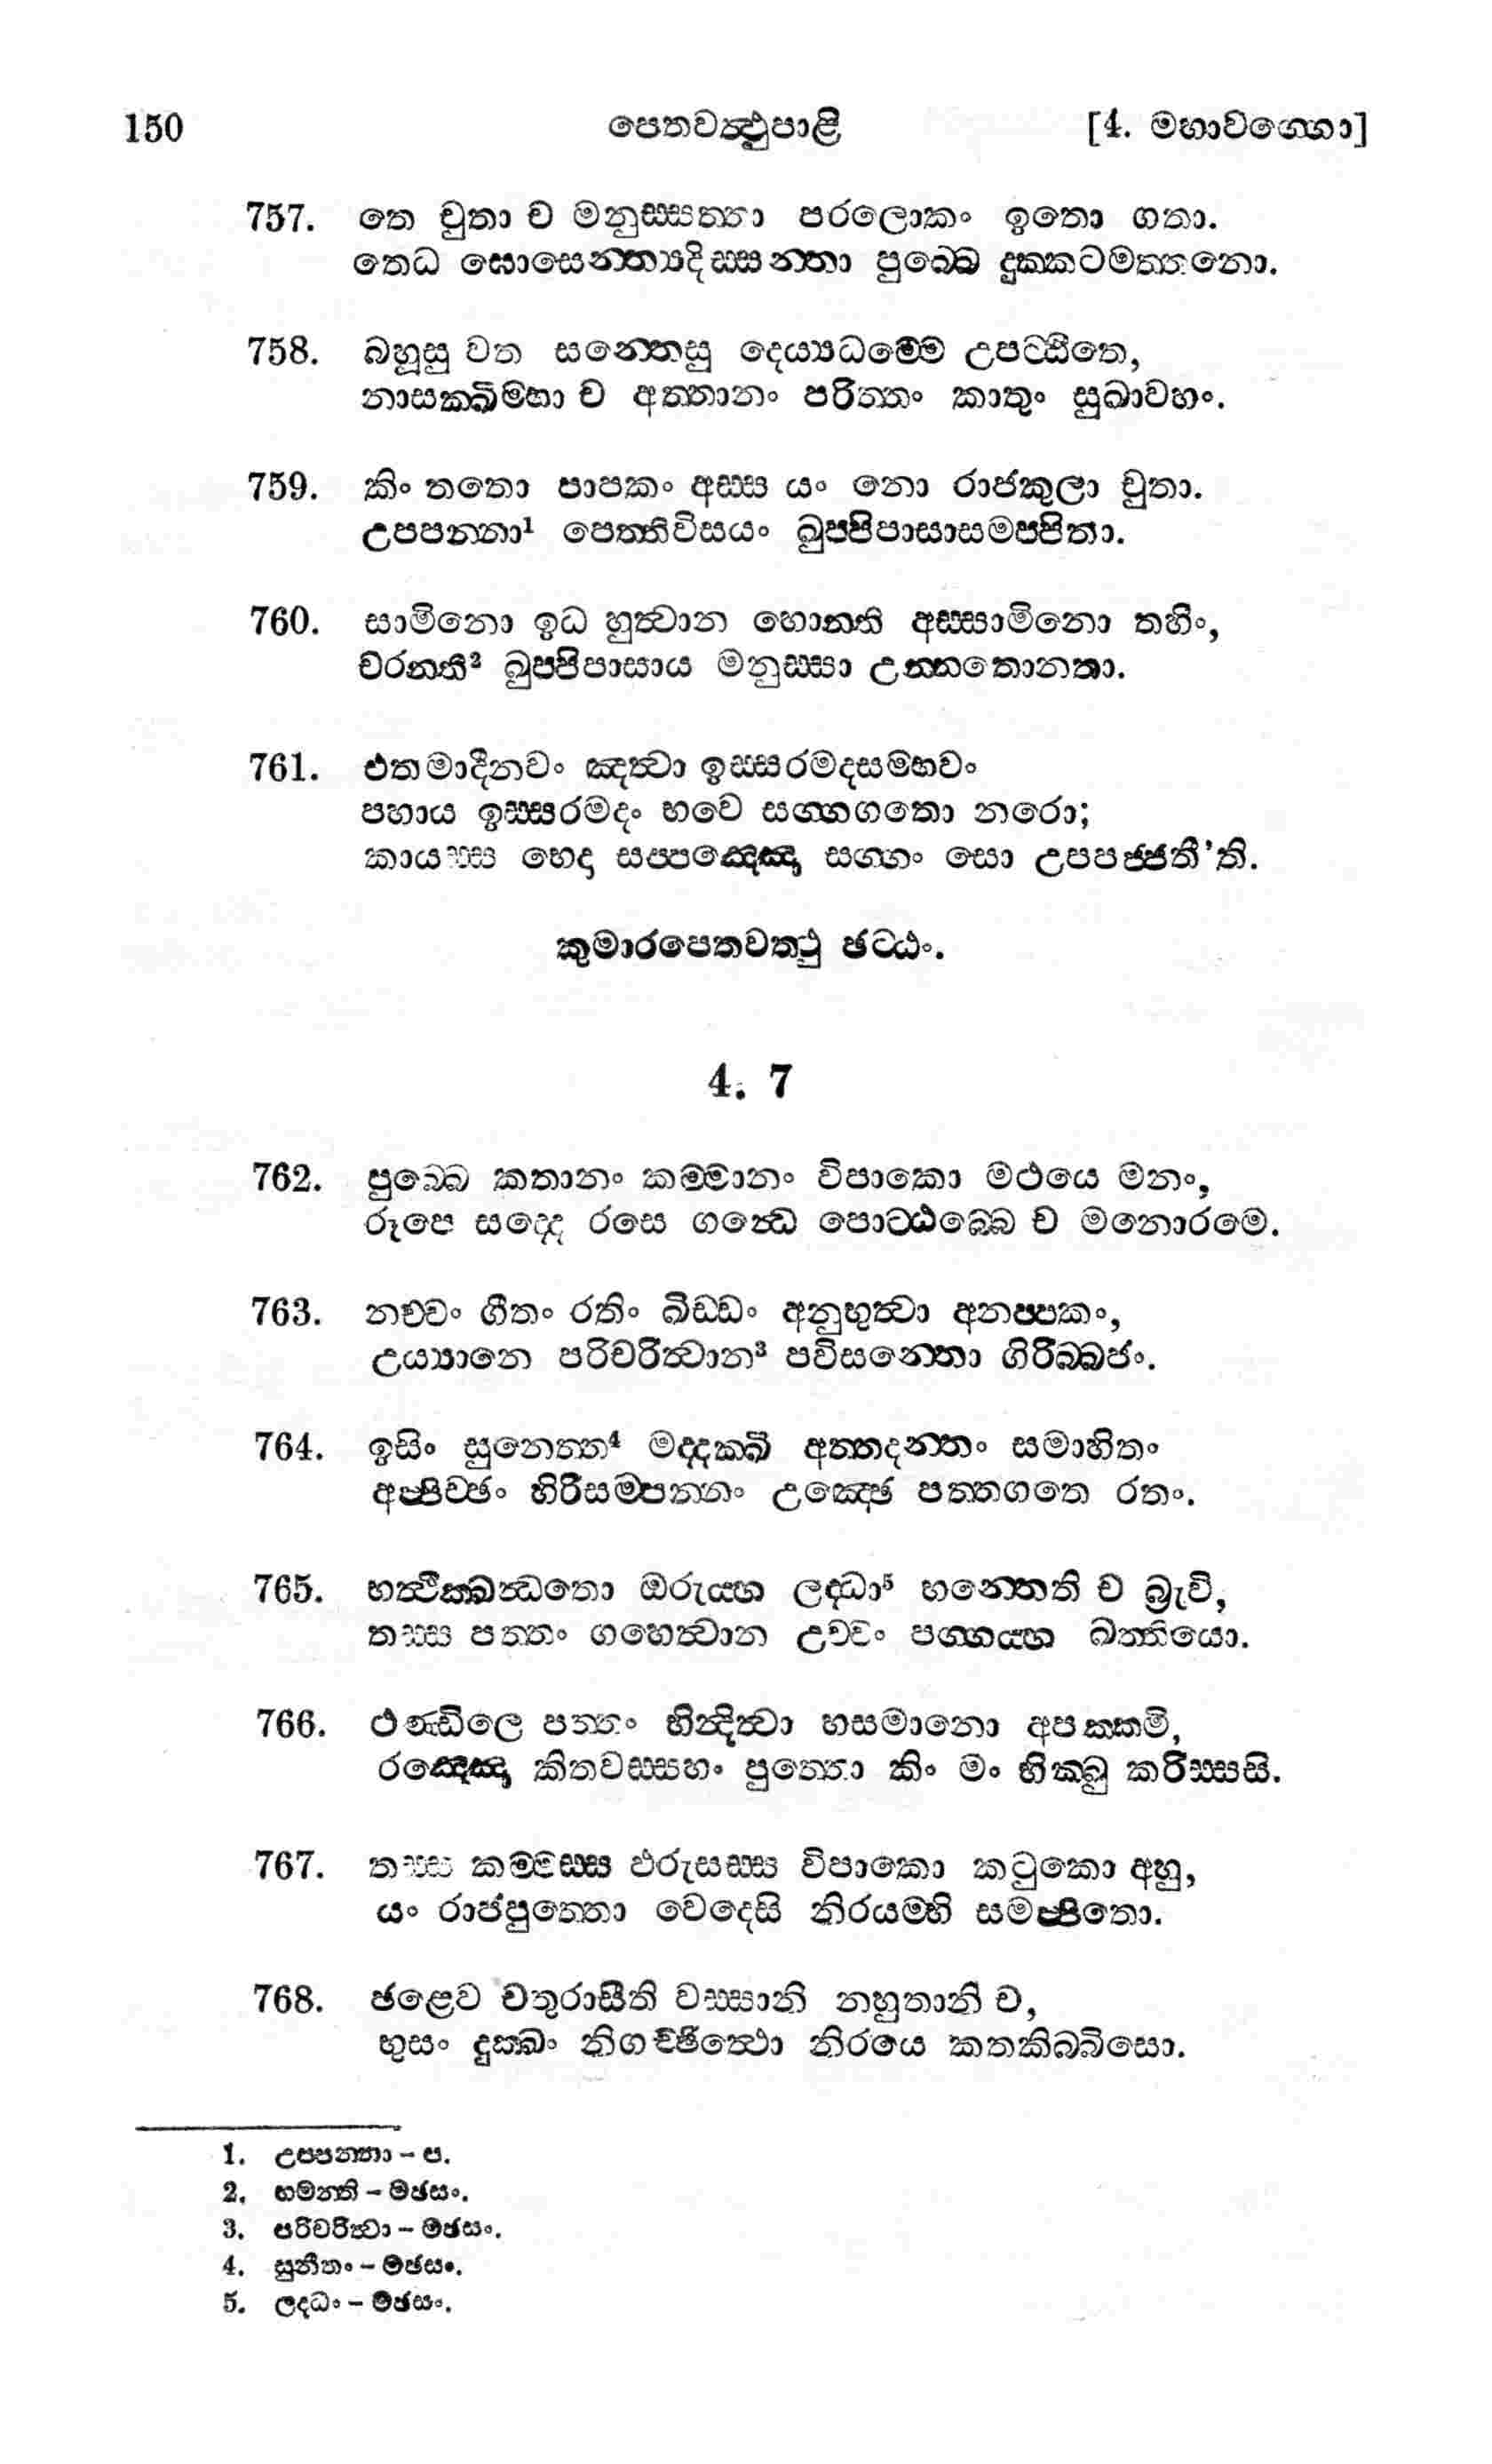 150 පෙතවත්‍ථුපාළි [4. මහාවග්ගො]
757. තෙ චුතා ච මනුස්සත්තා පරලොකං ඉතො ගතා.
තෙධ ඝොසෙන්ත්‍යදිස්සන්තා පුබ්බෙ දුක්කටමත්තනො.
758. බහූසු වත සන්තෙසු දෙය්‍යධම්මෙ උපට්ඨිතෙ,
නාසක්ඛිම්හා ච අත්තානං පරිත්තං කාතුං සුඛාවහං.
759. කිං තතො පාපකං අස්ස යං නො රාජකුලා චුතා.
උපපන්නා¹ පෙත්තිවිසයං ඛුප්පිපාසාසමප්පිතා.
760. සාමිනො ඉධ හුත්‍වාන හොන්ති අස්සාමිනො තහිං,
චරන්ති² ඛුප්පිපාසාය මනුස්සා උන්නතොනතා.
761. එතමාදීනවං ඤත්‍වා ඉස්සරමදසම්භවං
පහාය ඉස්සරමදං භවෙ සග්ගගතො නරො;
කායස්ස භෙදා සප්පඤ්ඤො සග්ගං සො උපපජ්ජතී’ති.
කුමාරපෙතවත්ථු ඡට්ඨං.
4. 7
762. පුබ්බෙ කතානං කම්මානං විපාකො මථයෙ මනං,
රූපෙ සද්දෙ රසෙ ගන්‍ධෙ පොට්ඨබ්බෙ ච මනොරමෙ.
763. නච්චං ගීතං රතිං ඛිඩ්ඩං අනුභුත්‍වා අනප්පකං,
උය්‍යානෙ පරිචරිත්‍වාන³ පවිසන්තො ගිරිබ්බජං.
764. ඉසිං සුනෙත්ත⁴ මද්දක්ඛි අත්තදන්තං සමාහිතං
අප්පිච්ඡං හිරිසම්පන්නං උඤ්ඡෙ පත්තගතෙ රතං.
765. හත්‍ථික්ඛන්‍ධතො ඔරුය්හ ලද්ධා⁵ භන්තෙති ච බ්‍රැවි,
තස්ස පත්තං ගහෙත්‍වාන උච්චං පග්ගය්හ ඛත්තියො.
766. ථණ්ඩිලෙ පත්තං භින්‍දිත්‍වා හසමානො අපක්කමි,
රඤ්ඤො කිතවස්සහං පුත්තො කිං මං භික්ඛු කරිස්සසි.
767. තස්ස කම්මස්ස ඵරුසස්ස විපාකො කටුකො අහු,
යං රාජපුත්තො වෙදෙසි නිරයම්හි සමප්පිතො.
768. ඡළෙව චතුරාසීති වස්සානි නහුතානි ච,
භුසං දුක්ඛං නිගච්ඡිත්‍ථො නිරයෙ කතකිබ්බිසො.
1. උප්පන්නා - ප.
2. භමන්ති - මඡසං.
3. පරිචරිත්‍වා - මඡසං.
4. සුනීතං - මඡසං.
5. ලද්ධං - මඡසං.